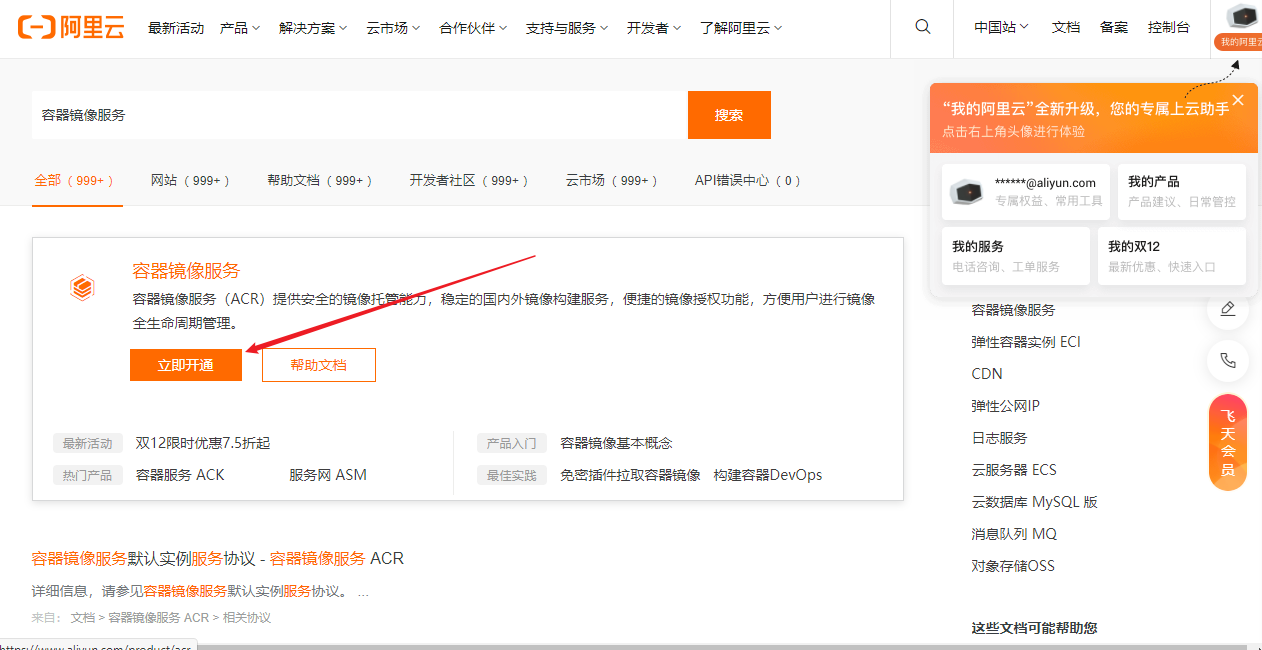 阿里云 最新活动 产品 解决方案 云市场 合作伙伴 支持与服务 开发者 了解阿里云 中国站 文档 备案 控制台
我的阿里云
容器镜像服务 搜索
“我的阿里云”全新升级，您的专属上云助手
点击右上角头像进行体验
全部（ 999+ ） 网站（ 999+ ） 帮助文档（ 999+ ） 开发者社区（ 999+ ） 云市场（ 999+ ） API错误中心（ 0 ）
******@aliyun.com
专属权益、常用工具
我的产品
产品建议、日常管控
我的服务
电话咨询、工单服务
我的双12
最新优惠、快速入口
容器镜像服务
容器镜像服务（ACR）提供安全的镜像托管能力，稳定的国内外镜像构建服务，便捷的镜像授权功能，方便用户进行镜像
全生命周期管理。
立即开通 帮助文档
最新活动 双12限时优惠7.5折起
热门产品 容器服务 ACK 服务网 ASM
产品入门 容器镜像基本概念
最佳实践 免密插件拉取容器镜像 构建容器DevOps
容器镜像服务
弹性容器实例 ECI
CDN
弹性公网IP
日志服务
云服务器 ECS
云数据库 MySQL 版
消息队列 MQ
对象存储OSS
飞天会员
容器镜像服务默认实例服务协议 - 容器镜像服务 ACR
详细信息，请参见容器镜像服务默认实例服务协议。 ...
来自： 文档 > 容器镜像服务 ACR > 相关协议
这些文档可能帮助您
https://www.aliyun.com/product/acr